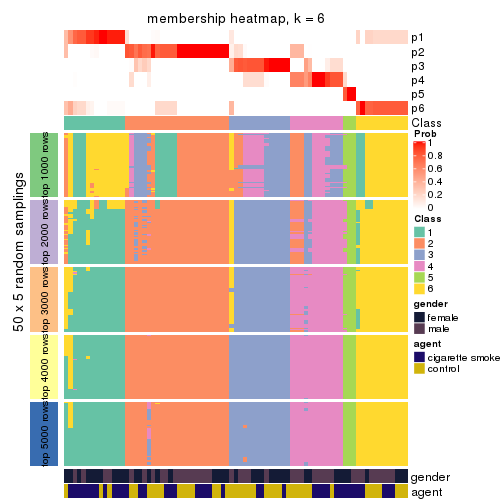 membership heatmap, k = 6
p1
p2
p3
p4
p5
p6
Class
Prob
1
0.8
0.6
0.4
0.2
0
Class
1
2
3
4
5
6
gender
female
male
agent
cigarette smoke
control
50 x 5 random samplings
top 1000 rows
top 2000 rows
top 3000 rows
top 4000 rows
top 5000 rows
gender
agent